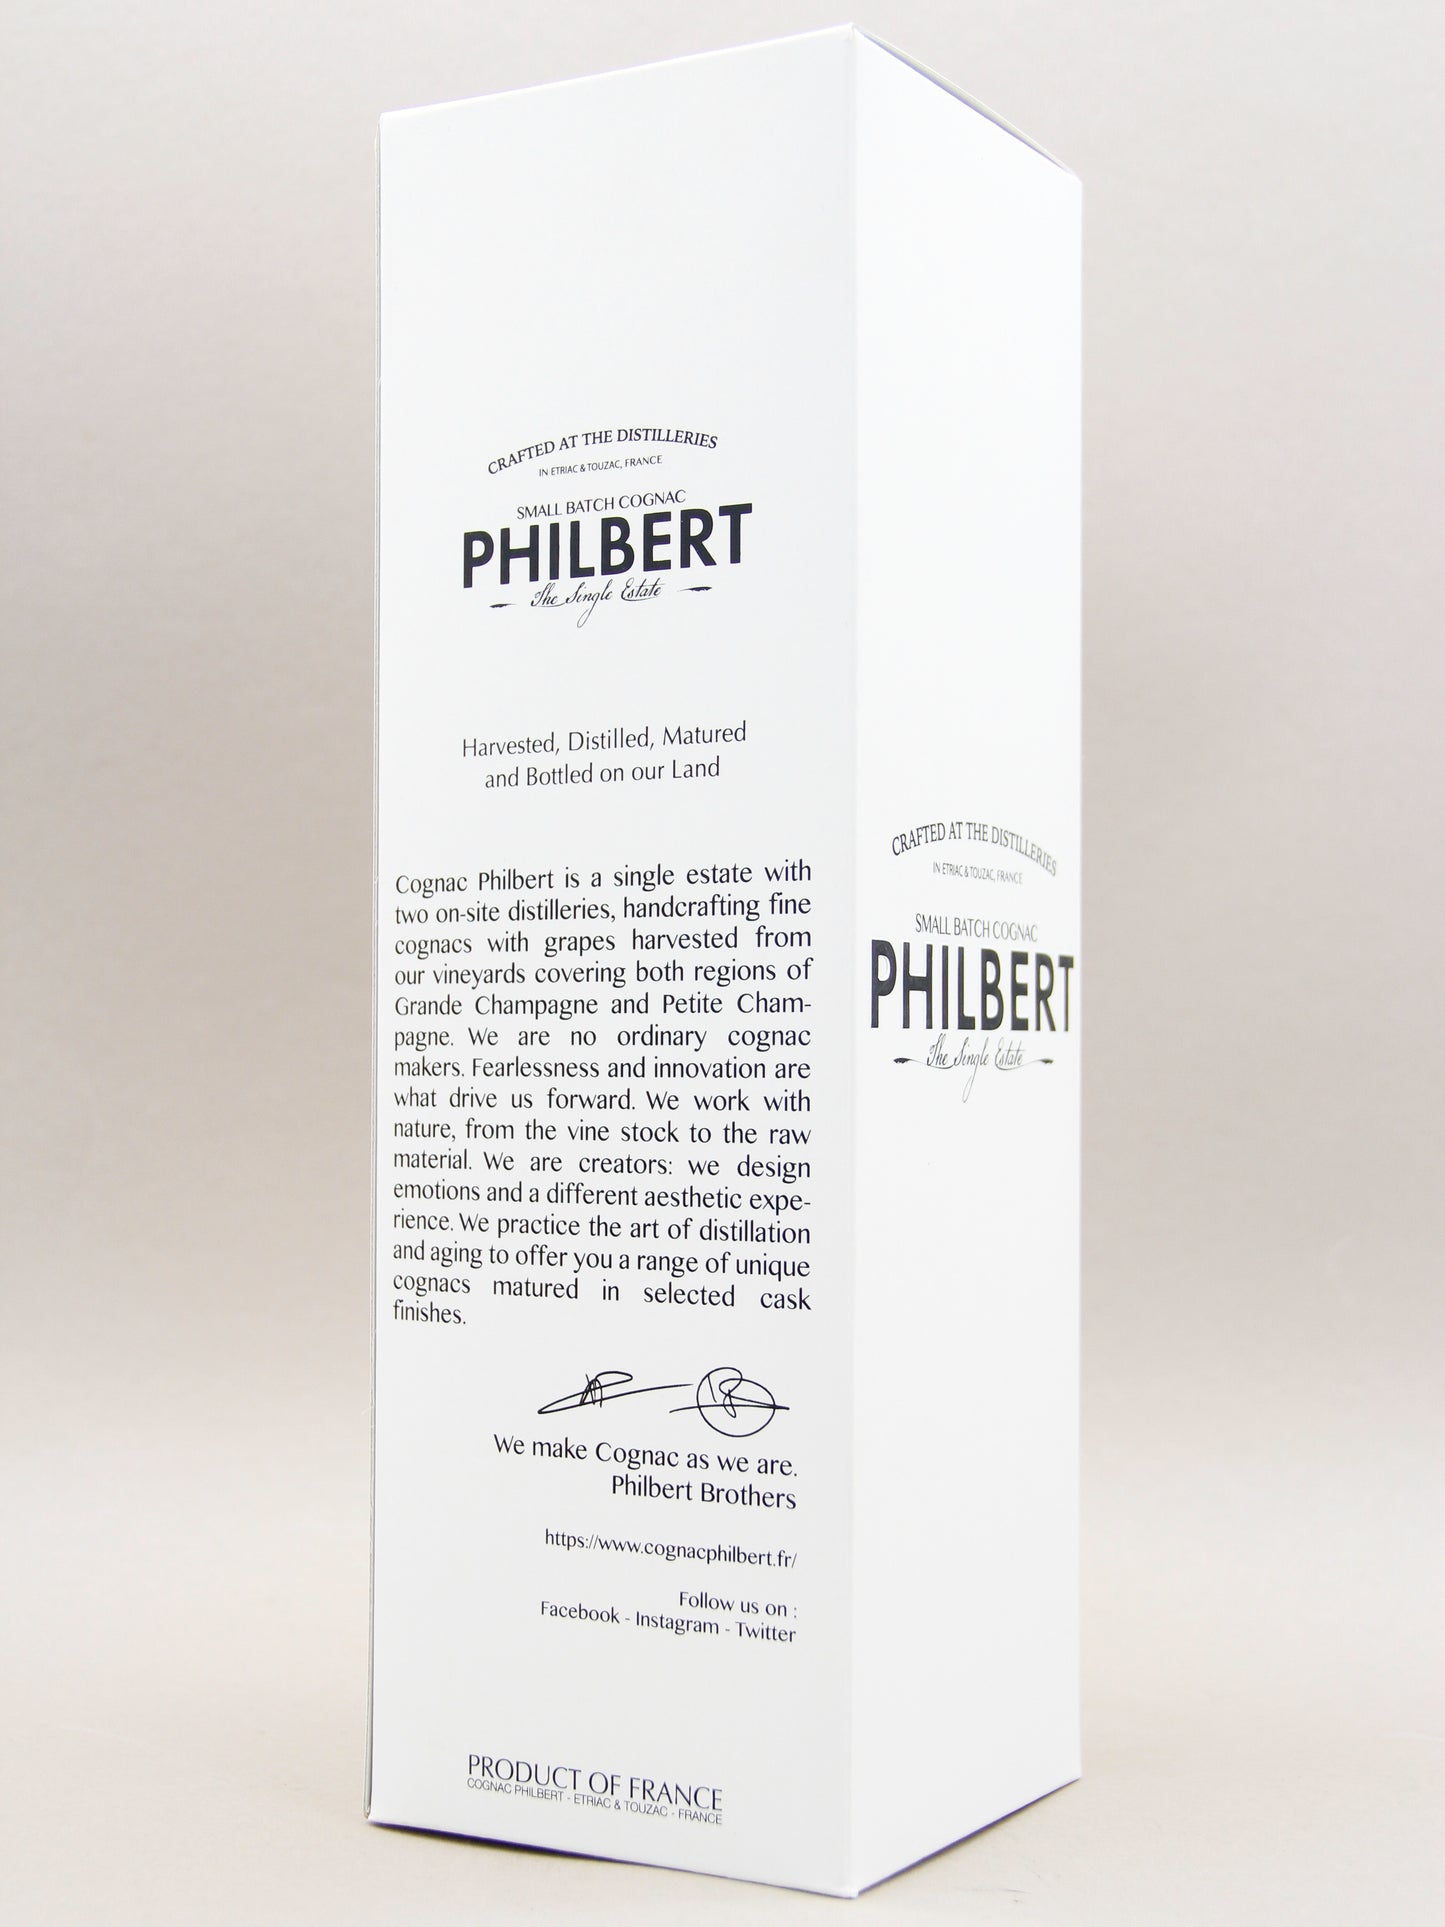 CRAFTED AT THE DISTILLERIES
IN ETRIAC & TOUZAC, FRANCE
SMALL BATCH COGNAC
PHILBERT
The Single Estate
Harvested, Distilled, Matured
and Bottled on our Land
Cognac Philbert is a single estate with
two on-site distilleries, handcrafting fine
cognacs with grapes harvested from
our vineyards covering both regions of
Grande Champagne and Petite Cham-
pagne. We are no ordinary cognac
makers. Fearlessness and innovation are
what drive us forward. We work with
nature, from the vine stock to the raw
material. We are creators: we design
emotions and a different aesthetic expe-
rience. We practice the art of distillation
and aging to offer you a range of unique
cognacs matured in selected cask
finishes.
We make Cognac as we are.
Philbert Brothers
https://www.cognacphilbert.fr/
Follow us on :
Facebook - Instagram - Twitter
PRODUCT OF FRANCE
COGNAC PHILBERT - ETRIAC & TOUZAC - FRANCE
CRAFTED AT THE DISTILLERIES
IN ETRIAC & TOUZAC, FRANCE
SMALL BATCH COGNAC
PHILBERT
The Single Estate